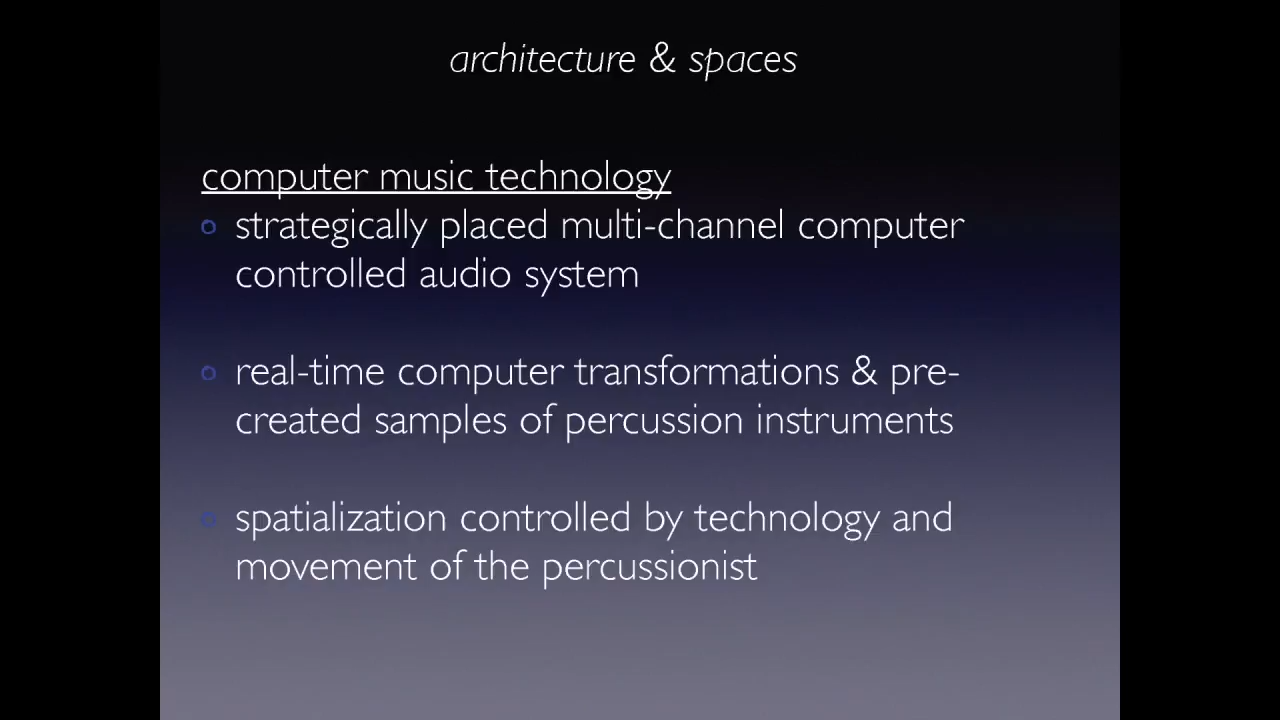 architecture & spaces
computer music technology
strategically placed multi-channel computer
controlled audio system
real-time computer transformations & pre-
created samples of percussion instruments
spatialization controlled by technology and
movement of the percussionist